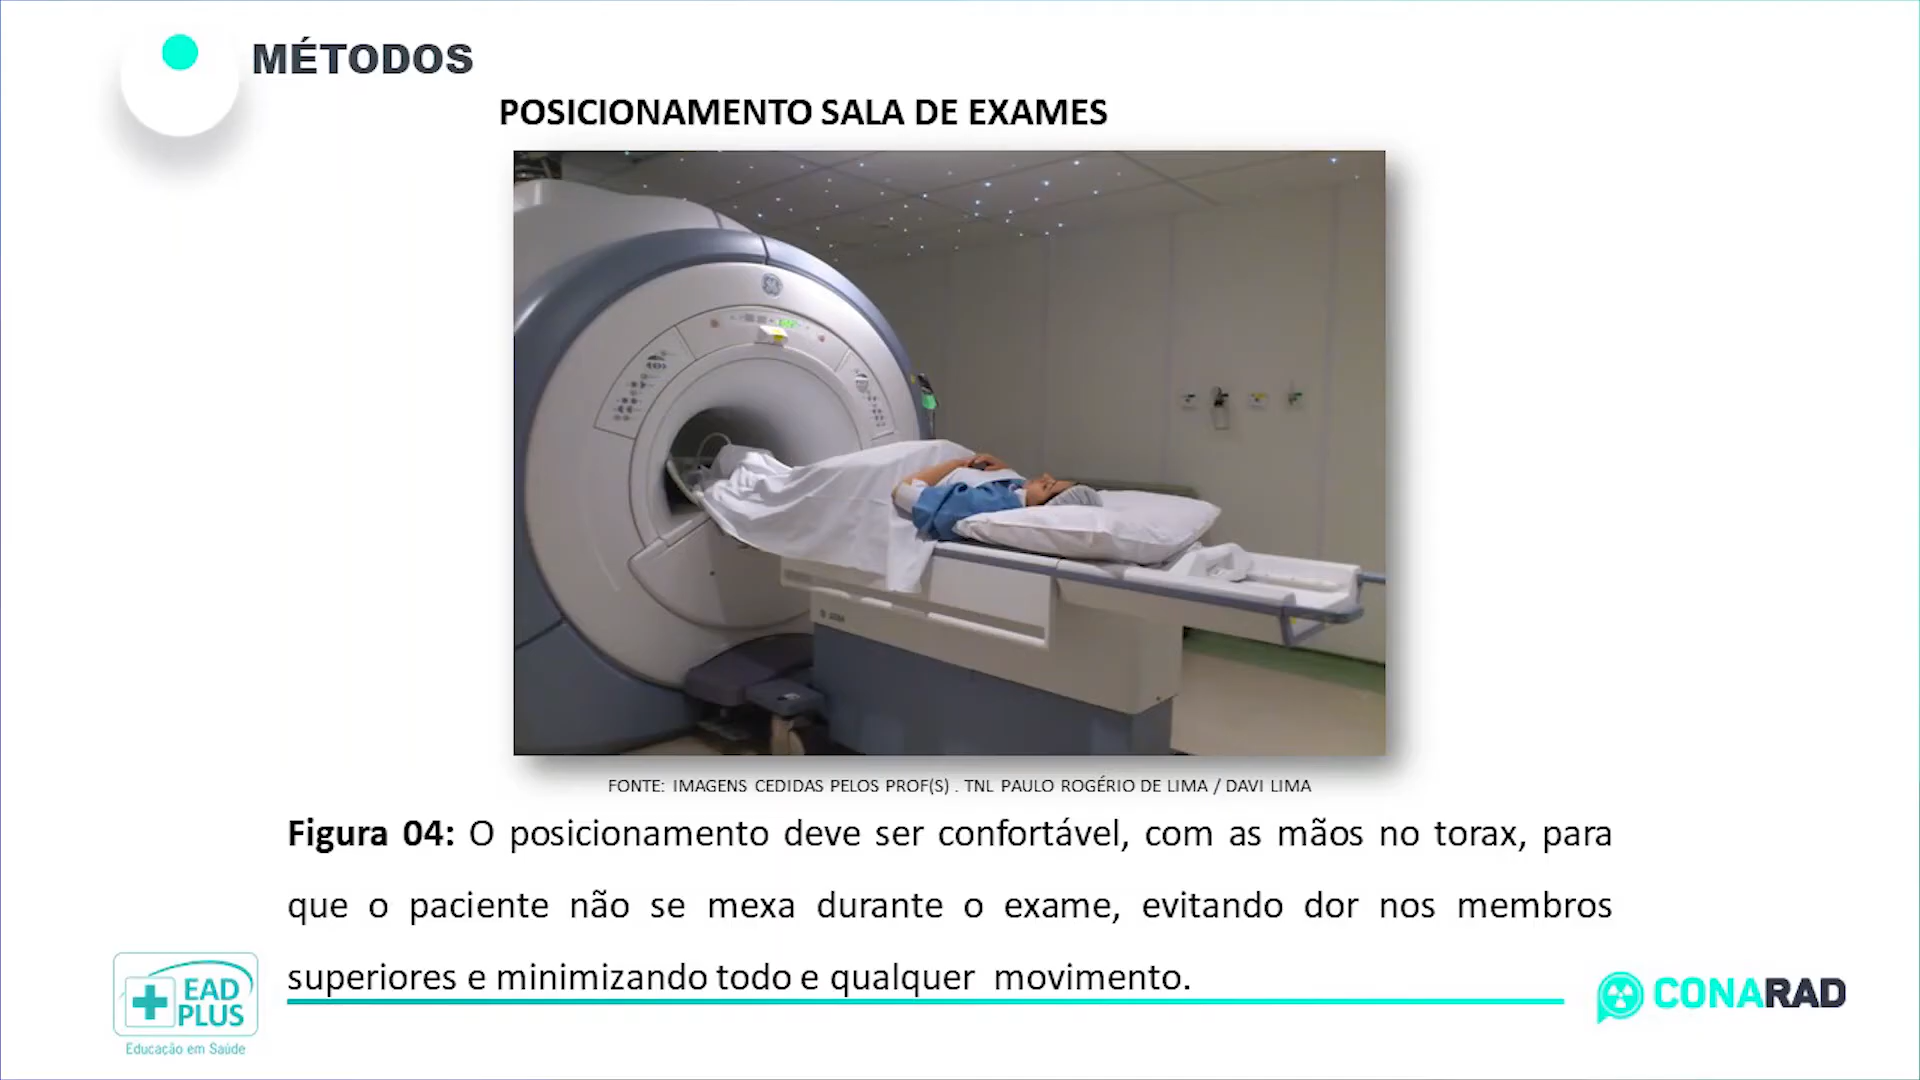 MÉTODOS
POSICIONAMENTO SALA DE EXAMES
FONTE: IMAGENS CEDIDAS PELOS PROF(S) . TNL PAULO ROGÉRIO DE LIMA / DAVI LIMA
Figura 04: O posicionamento deve ser confortável, com as mãos no torax, para
que o paciente não se mexa durante o exame, evitando dor nos membros
superiores e minimizando todo e qualquer movimento.
EAD
PLUS
Educação em Saúde
CONARAD